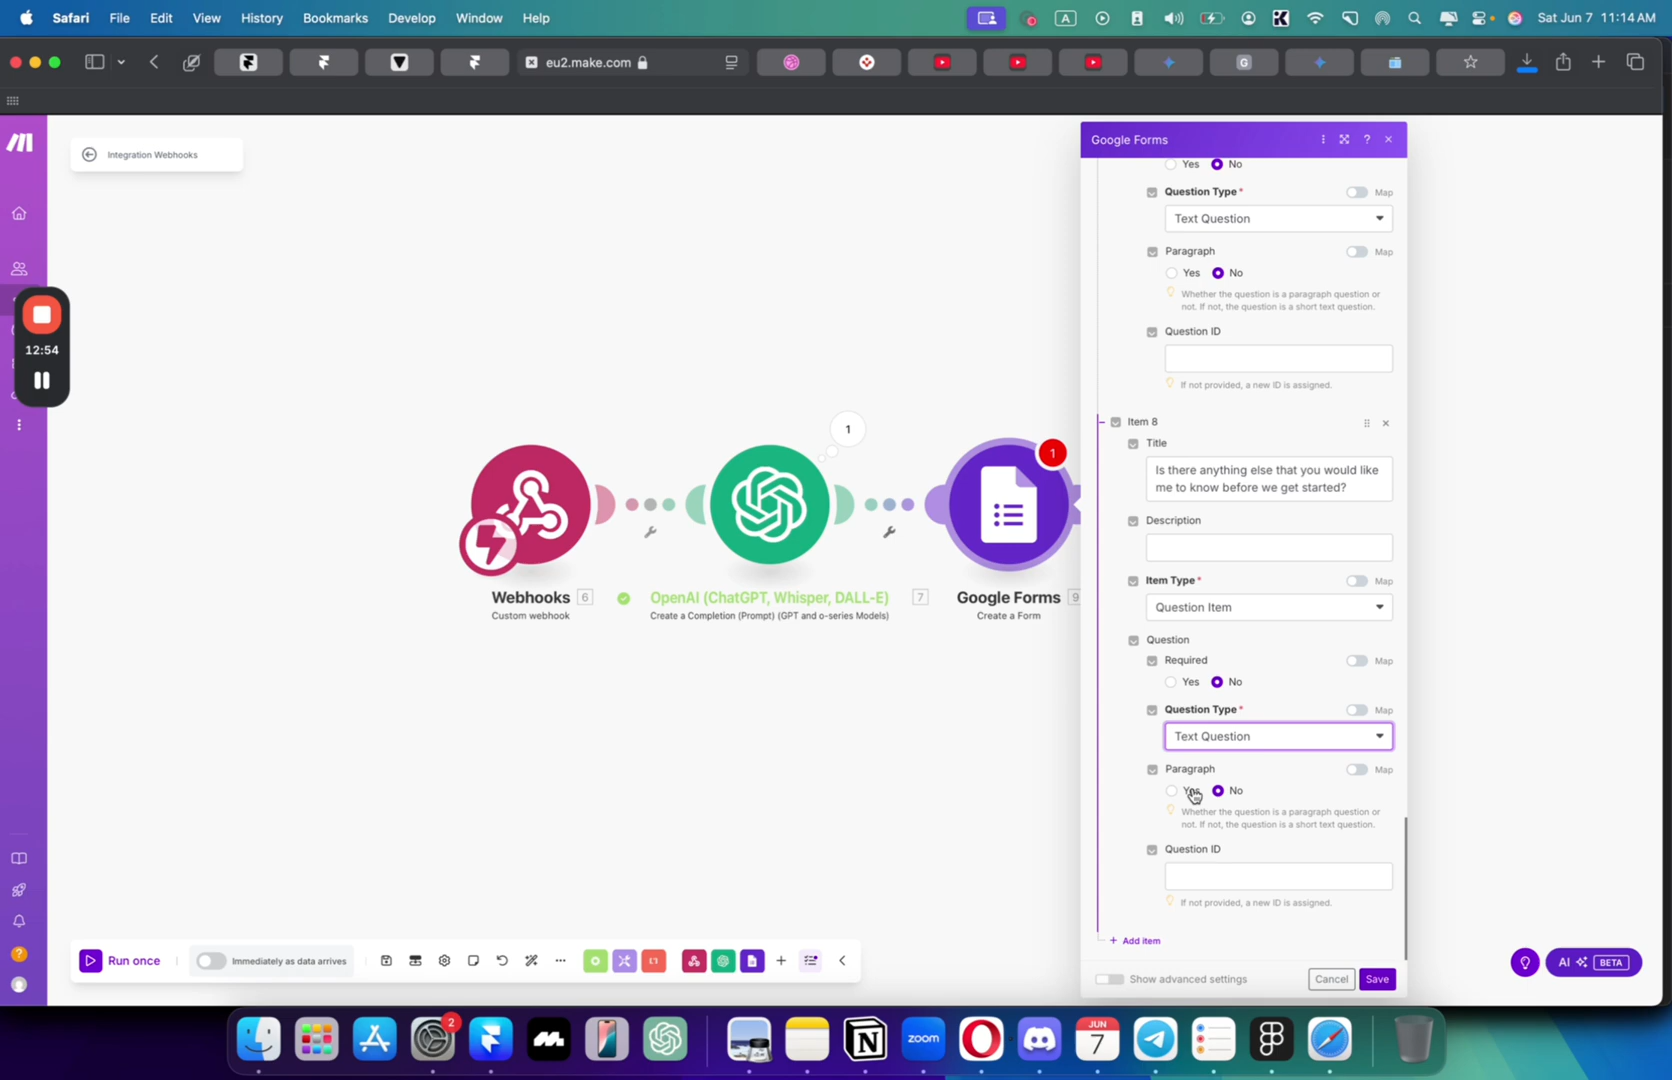 Safari File Edit View History Bookmarks Develop Window Help
A
Sat Jun 7 11:14 AM
eu2.make.com
G
Integration Webhooks
12:54
Google Forms
?
Yes No
Question Type* Map
Text Question
Paragraph Map
Yes No
Whether the question is a paragraph question or
not. If not, the question is a short text question.
Question ID
If not provided, a new ID is assigned.
Item 8
Title
Is there anything else that you would like
me to know before we get started?
Description
Item Type* Map
Question Item
Question
Required Map
Yes No
Question Type* Map
Text Question
Paragraph Map
Yes No
Whether the question is a paragraph question or
not. If not, the question is a short text question.
Question ID
If not provided, a new ID is assigned.
+ Add item
Show advanced settings Cancel Save
1
1
Webhooks 6
Custom webhook
OpenAI (ChatGPT, Whisper, DALL-E) 7
Create a Completion (Prompt) (GPT and o-series Models)
Google Forms 9
Create a Form
Run once
Immediately as data arrives
AI BETA
?
2
zoom
JUN
7